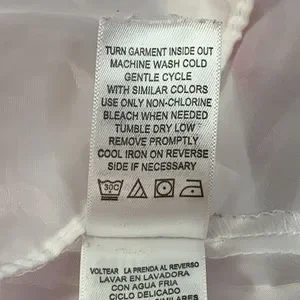 TURN GARMENT INSIDE OUT
MACHINE WASH COLD
GENTLE CYCLE
WITH SIMILAR COLORS
USE ONLY NON-CHLORINE
BLEACH WHEN NEEDED
TUMBLE DRY LOW
REMOVE PROMPTLY
COOL IRON ON REVERSE
SIDE IF NECESSARY
30C
VOLTEAR LA PRENDA AL REVERSO
LAVAR EN LAVADORA
CON AGUA FRIA
CICLO DELICADO
SIMILARES